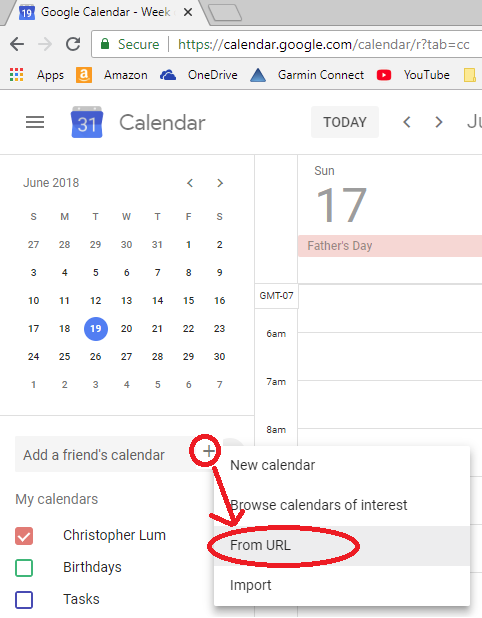 Google Calendar - Week
Secure
https://calendar.google.com/calendar/r?tab=cc
Apps
Amazon
OneDrive
Garmin Connect
YouTube
31
Calendar
TODAY
June 2018
S M T W T F S
27 28 29 30 31 1 2
3 4 5 6 7 8 9
10 11 12 13 14 15 16
17 18 19 20 21 22 23
24 25 26 27 28 29 30
1 2 3 4 5 6 7
Sun
17
Father's Day
GMT-07
6am
7am
8am
Add a friend's calendar
+
New calendar
Browse calendars of interest
From URL
Import
My calendars
Christopher Lum
Birthdays
Tasks